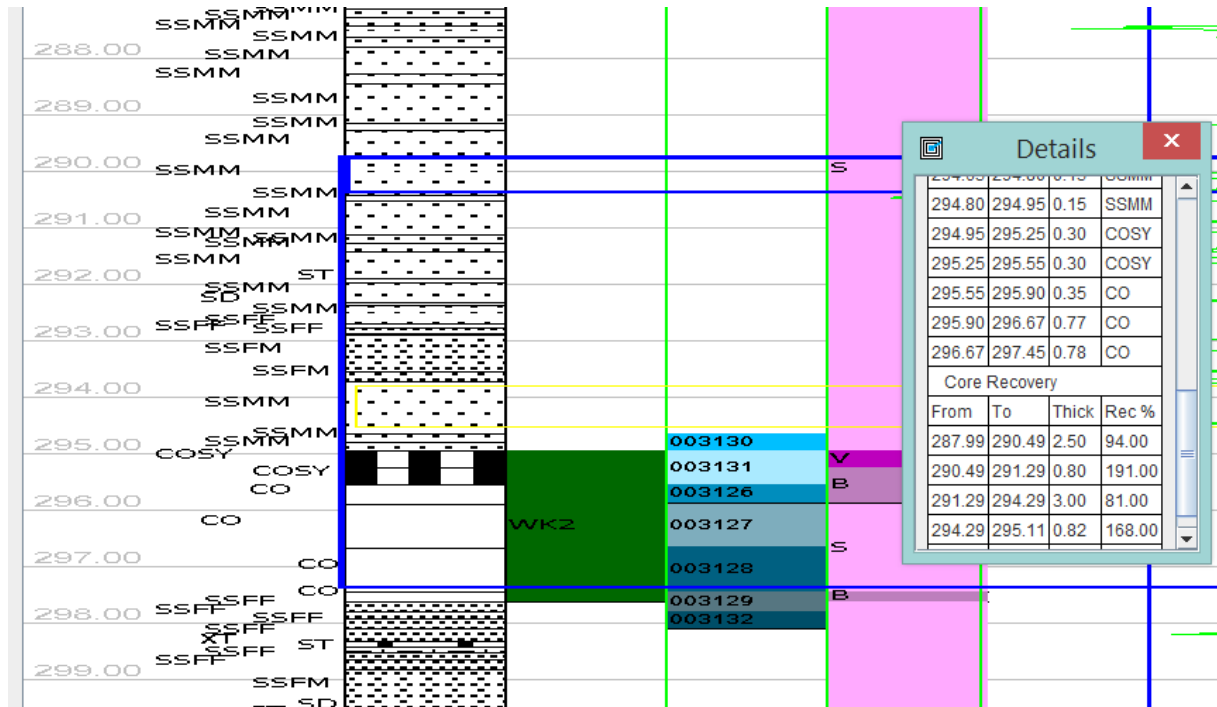 SSMM
SSMM
SSMM
288.00
SSMM
SSMM
SSMM
289.00
SSMM
SSMM
290.00
SSMM
SSMM
SSMM
291.00
SSMM
SSMM
SSMM
SSMM
292.00
ST
SSMM
SD
SSMM
SSFF
SSFF
SSFF
293.00
SSFM
SSFM
294.00
SSMM
SSMM
295.00
SSMM
COSY
COSY
CO
296.00
CO
297.00
CO
CO
SSFF
298.00
SSFF
SSFF
SSFF
XT
ST
SSFF
SSFF
299.00
SSFM
SD
WK2
003130
003131
003126
003127
003128
003129
003132
S
V
B
S
B
Details
294.80 294.95 0.15 SSMM
294.95 295.25 0.30 COSY
295.25 295.55 0.30 COSY
295.55 295.90 0.35 CO
295.90 296.67 0.77 CO
296.67 297.45 0.78 CO
Core Recovery
From To Thick Rec %
287.99 290.49 2.50 94.00
290.49 291.29 0.80 191.00
291.29 294.29 3.00 81.00
294.29 295.11 0.82 168.00